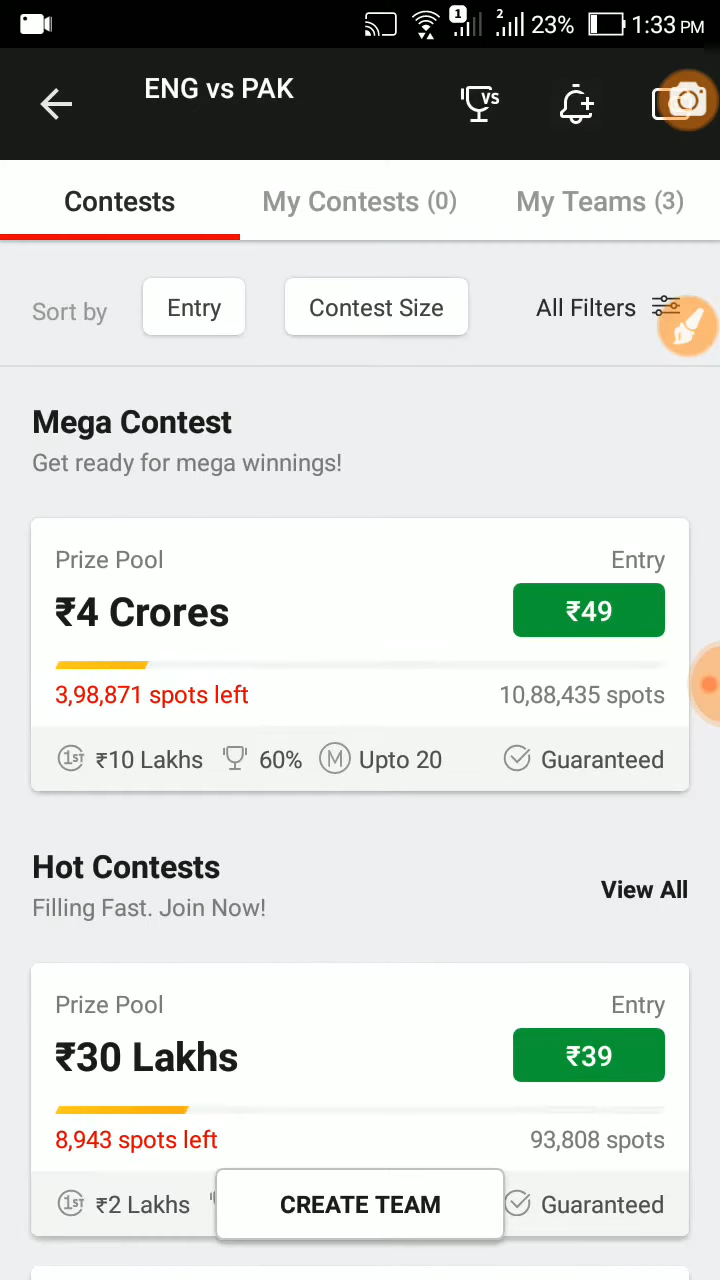 1 2 23% 1:33 PM
ENG vs PAK
VS
Contests My Contests (0) My Teams (3)
Sort by Entry Contest Size All Filters
Mega Contest
Get ready for mega winnings!
Prize Pool Entry
₹4 Crores ₹49
3,98,871 spots left 10,88,435 spots
1ST ₹10 Lakhs 60% M Upto 20 Guaranteed
Hot Contests
View All
Filling Fast. Join Now!
Prize Pool Entry
₹30 Lakhs ₹39
8,943 spots left 93,808 spots
1ST ₹2 Lakhs CREATE TEAM Guaranteed